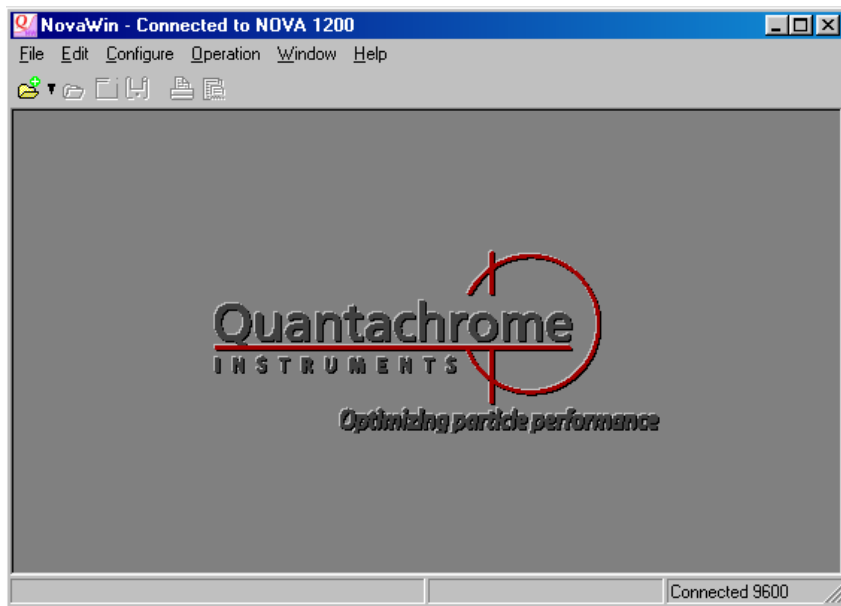 NovaWin - Connected to NOVA 1200
File Edit Configure Operation Window Help
Quantachrome
INSTRUMENTS
Optimizing particle performance
Connected 9600